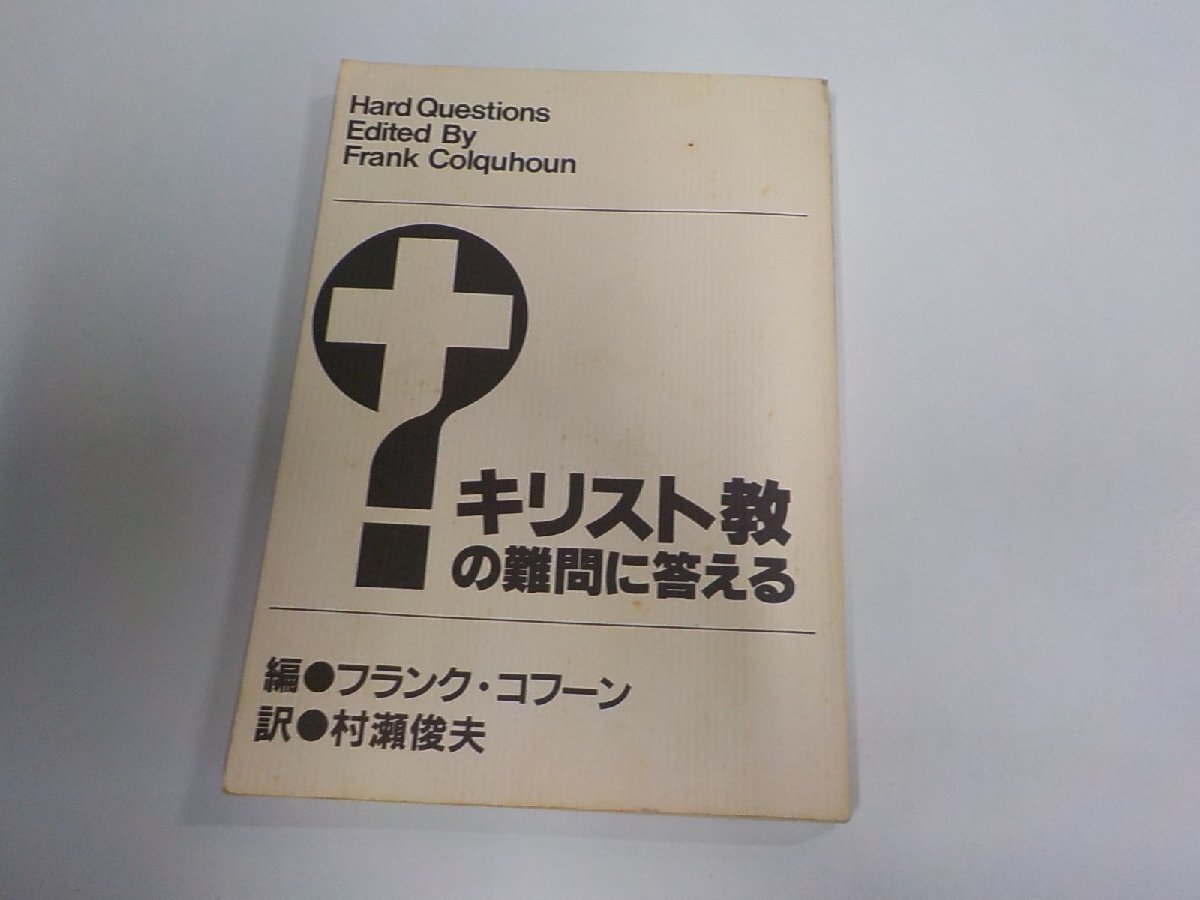 Hard Questions
Edited By
Frank Colquhoun
キリスト教
の難問に答える
編●フランク・コフーン
訳●村瀬俊夫